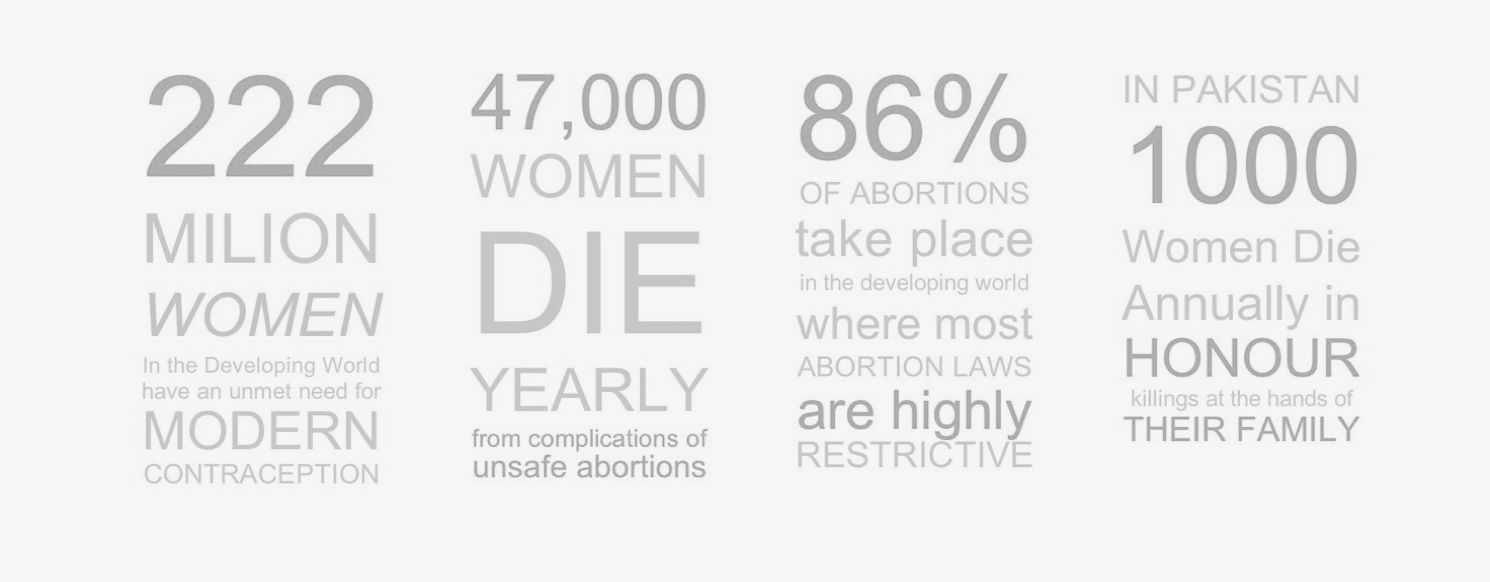 222
MILION
WOMEN
In the Developing World
have an unmet need for
MODERN
CONTRACEPTION
47,000
WOMEN
DIE
YEARLY
from complications of
unsafe abortions
86%
OF ABORTIONS
take place
in the developing world
where most
ABORTION LAWS
are highly
RESTRICTIVE
IN PAKISTAN
1000
Women Die
Annually in
HONOUR
killings at the hands of
THEIR FAMILY